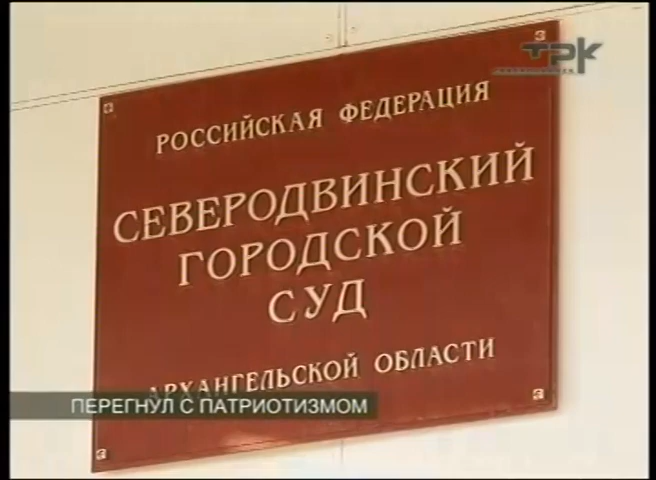 ТРК
РОССИЙСКАЯ ФЕДЕРАЦИЯ
СЕВЕРОДВИНСКИЙ
ГОРОДСКОЙ
СУД
АРХАНГЕЛЬСКОЙ ОБЛАСТИ
ПЕРЕГНУЛ С ПАТРИОТИЗМОМ